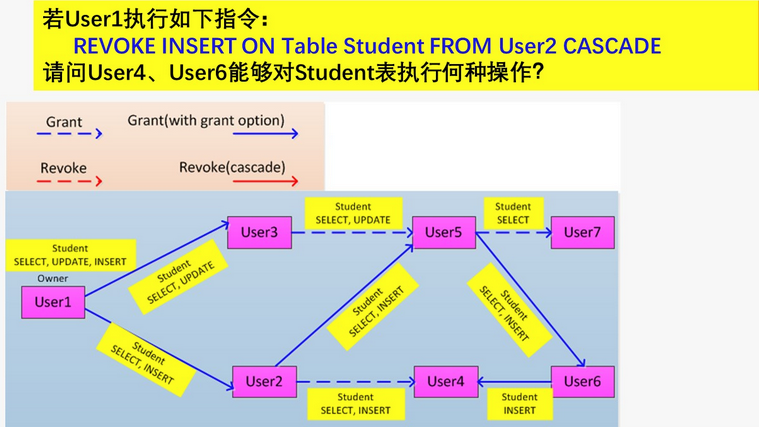 若User1执行如下指令：
REVOKE INSERT ON Table Student FROM User2 CASCADE
请问User4、User6能够对Student表执行何种操作？
Grant
Grant(with grant option)
Revoke
Revoke(cascade)
Student
SELECT, UPDATE
Student
SELECT
User3
User5
User7
Student
SELECT, UPDATE, INSERT
Student
SELECT, UPDATE
Owner
User1
Student
SELECT, INSERT
Student
SELECT, INSERT
Student
SELECT, INSERT
User2
User4
User6
Student
SELECT, INSERT
Student
INSERT